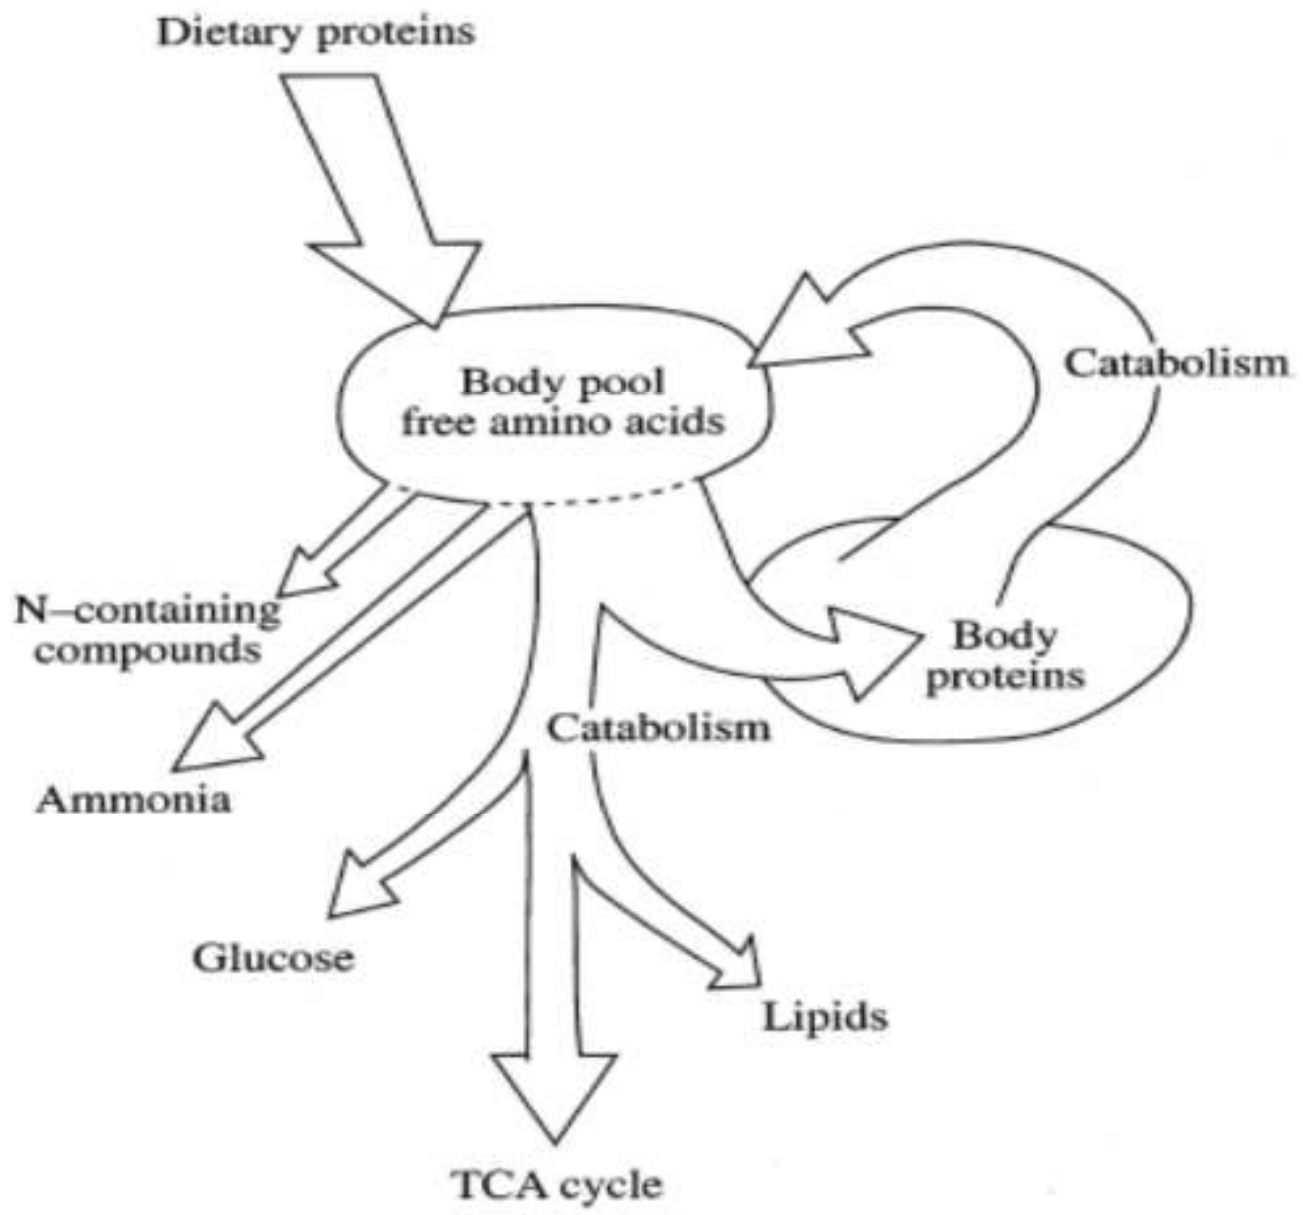 Dietary proteins
Body pool
free amino acids
Catabolism
N–containing
compounds
Body
proteins
Catabolism
Ammonia
Glucose
Lipids
TCA cycle